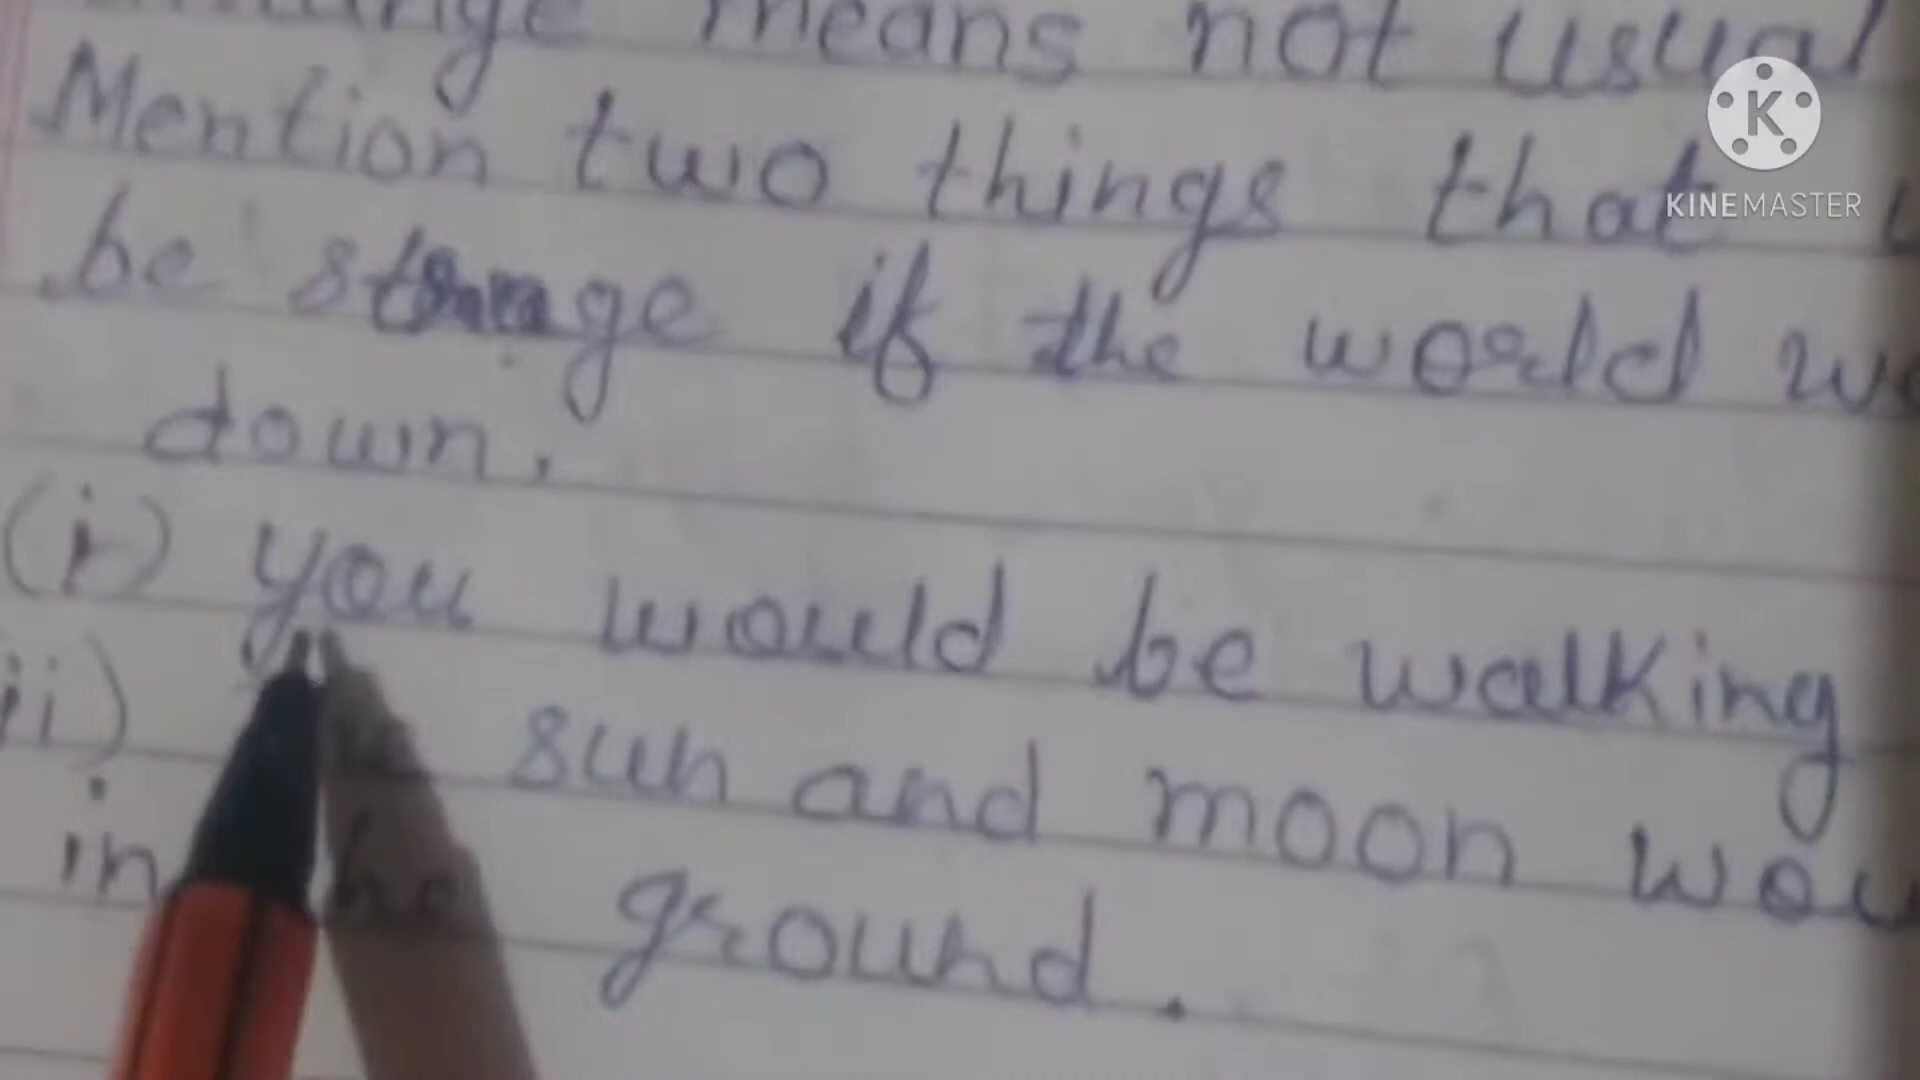 means not usual
Mention two things that
be strange if the world
down.
(i) you would be walking
ii) sun and moon
in ground.
KINEMASTER